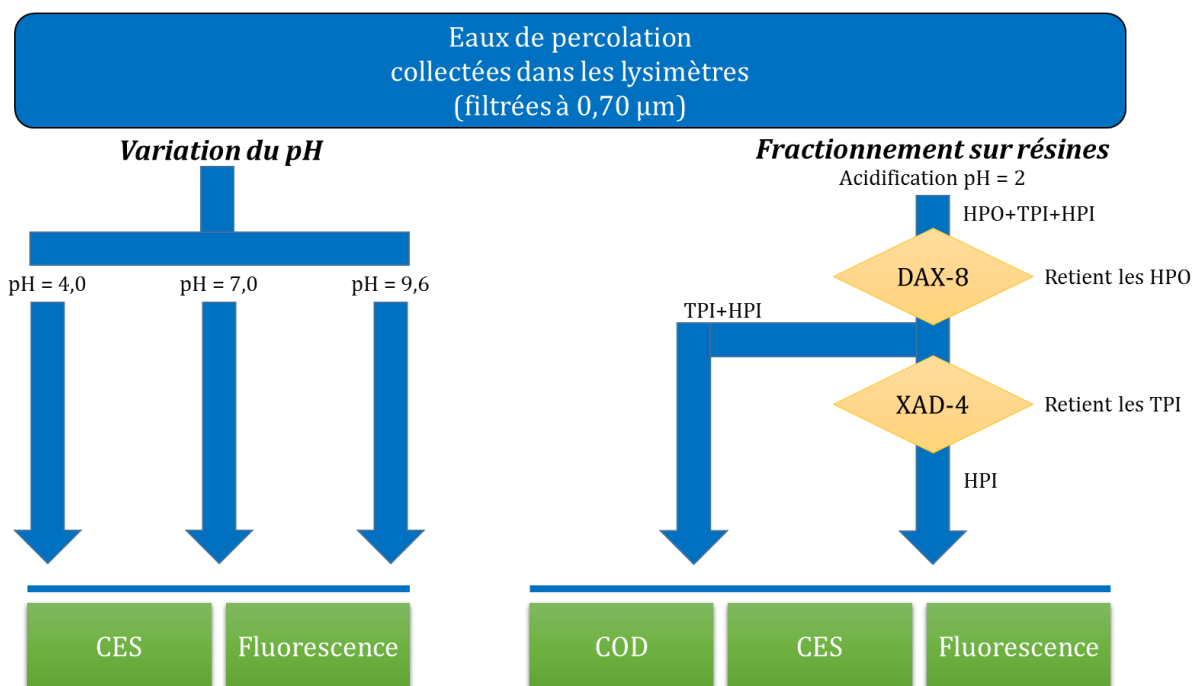 Eaux de percolation
collectées dans les lysimètres
(filtrées à 0,70 µm)
Variation du pH
Fractionnement sur résines
Acidification pH = 2
HPO+TPI+HPI
pH = 4,0
pH = 7,0
pH = 9,6
DAX-8
Retient les HPO
TPI+HPI
XAD-4
Retient les TPI
HPI
CES
Fluorescence
COD
CES
Fluorescence